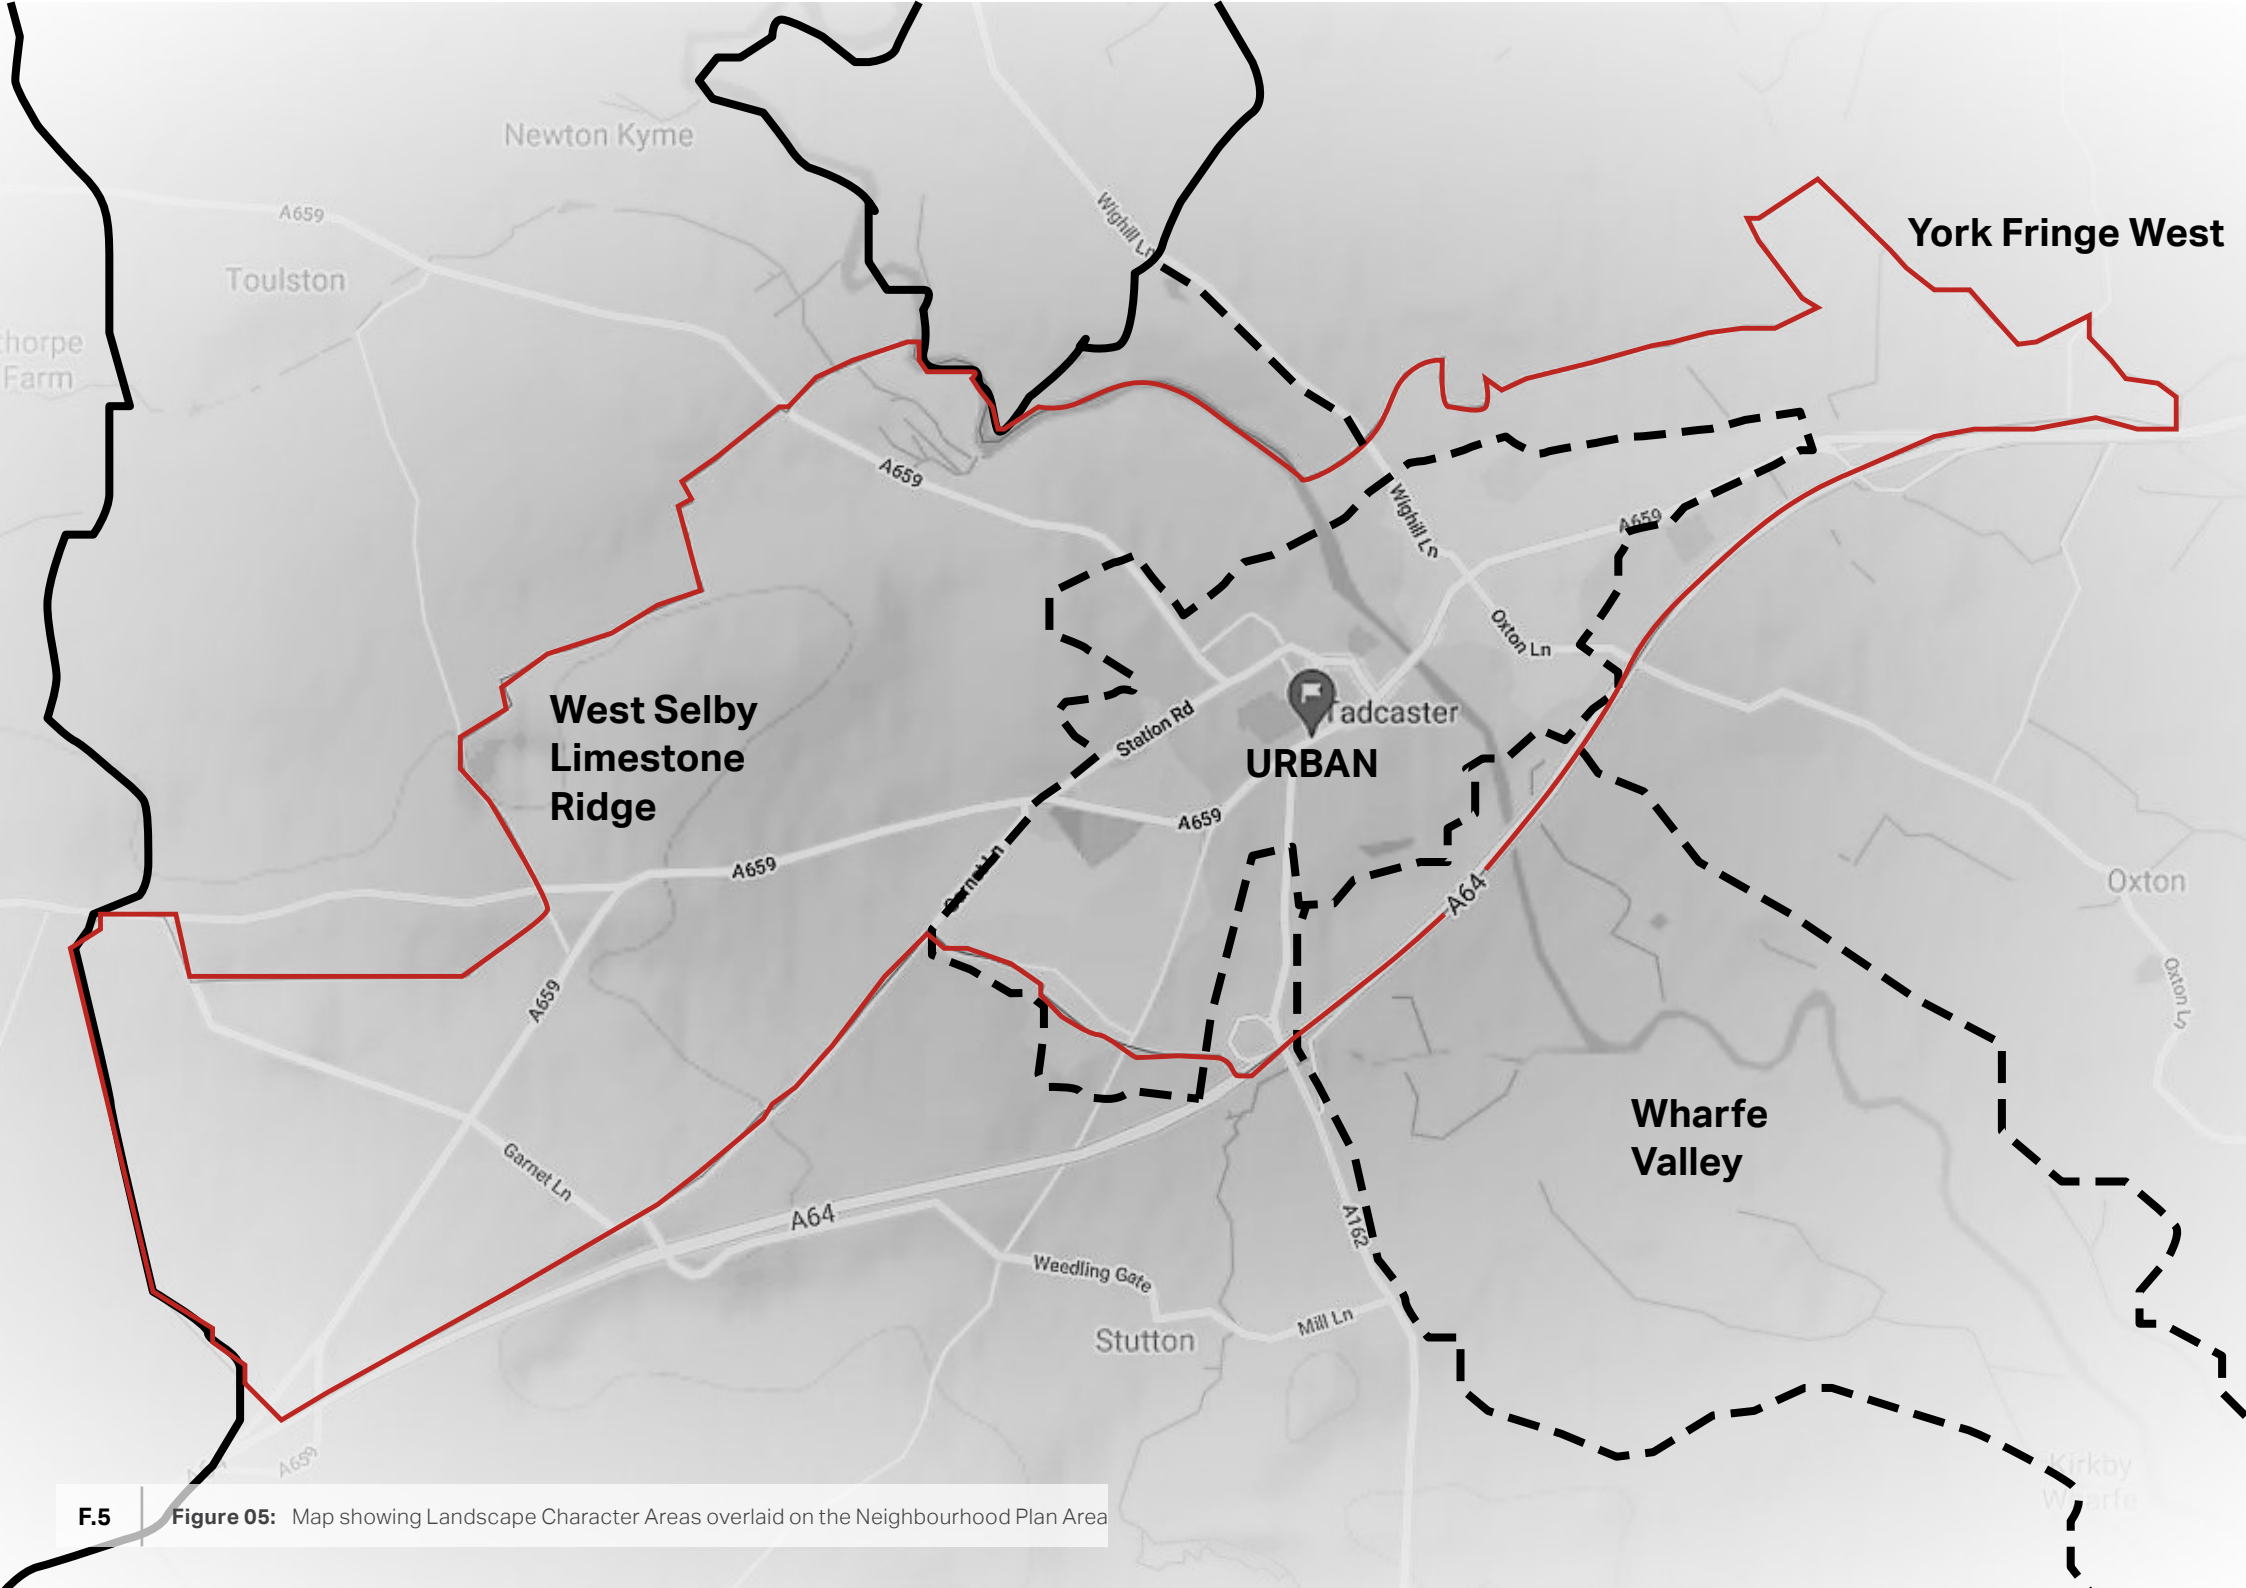 Newton Kyme
Wighill Ln
York Fringe West
A659
Toulston
thorpe
Farm
A659
Wighill Ln
A659
Oxton Ln
West Selby
Limestone
Ridge
Station Rd
Tadcaster
URBAN
A659
A659
Garnet Ln
A64
Oxton
Oxton L
A659
Wharfe
Valley
Garnet Ln
A64
A162
Weedling Gate
Mill Ln
Stutton
A659
Kirkby
Wharfe
F.5
Figure 05: Map showing Landscape Character Areas overlaid on the Neighbourhood Plan Area